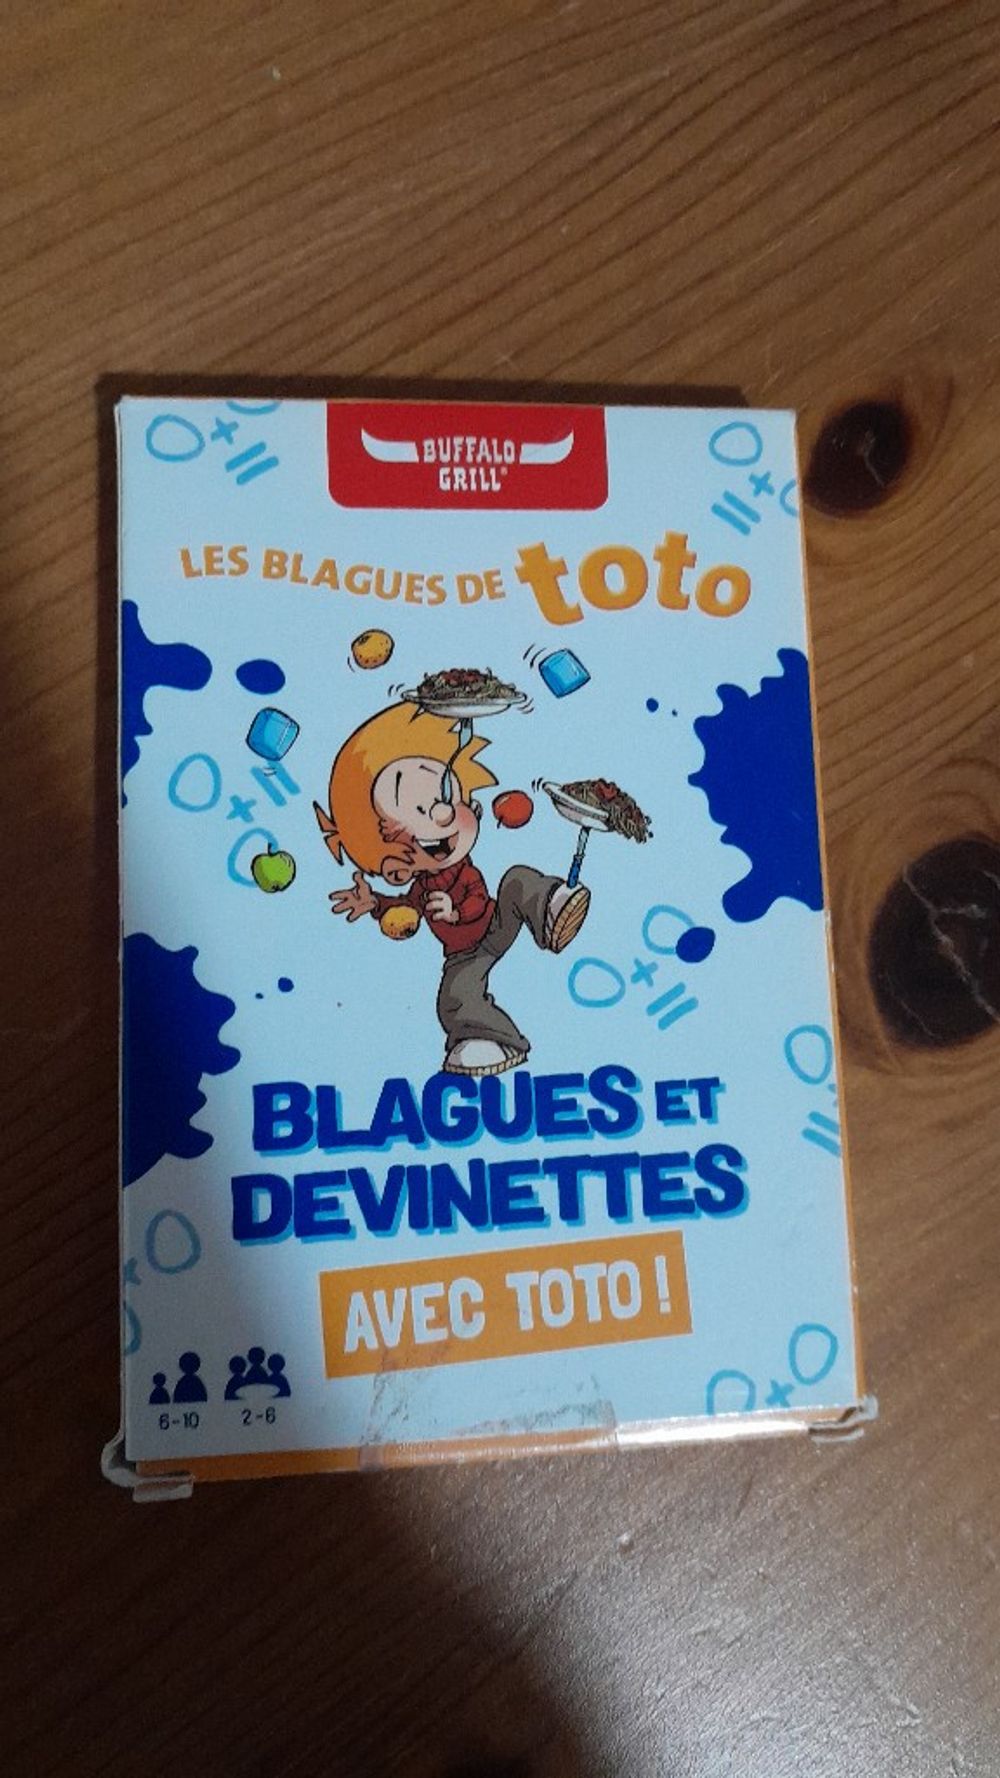 BUFFALO
GRILL®
LES BLAGUES DE toto
BLAGUES ET
DEVINETTES
AVEC TOTO !
6-10 2-6